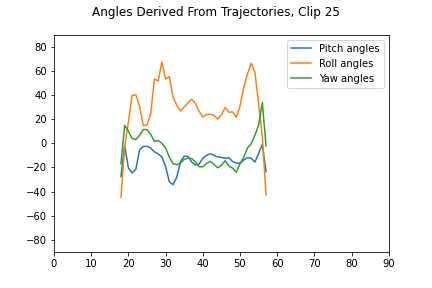 Angles Derived From Trajectories, Clip 25
Pitch angles
Roll angles
Yaw angles
80
60
40
20
0
−20
−40
−60
−80
0 10 20 30 40 50 60 70 80 90